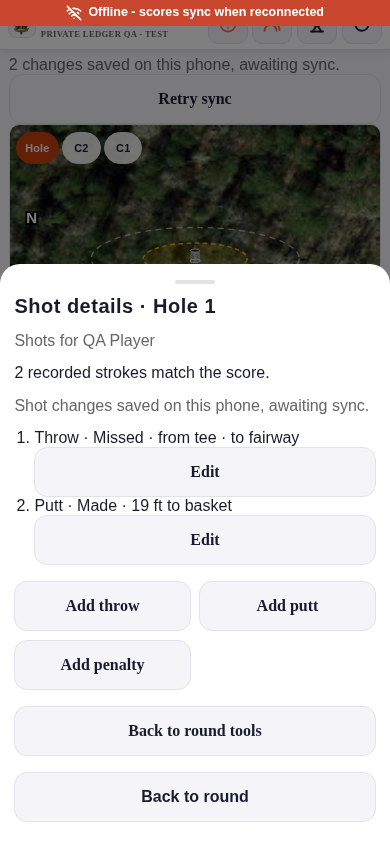 Offline - scores sync when reconnected
PRIVATE LEDGER QA · TEST
2 changes saved on this phone, awaiting sync.
Retry sync
Hole
C2
C1
N
Shot details · Hole 1
Shots for QA Player
2 recorded strokes match the score.
Shot changes saved on this phone, awaiting sync.
1. Throw · Missed · from tee · to fairway
Edit
2. Putt · Made · 19 ft to basket
Edit
Add throw
Add putt
Add penalty
Back to round tools
Back to round